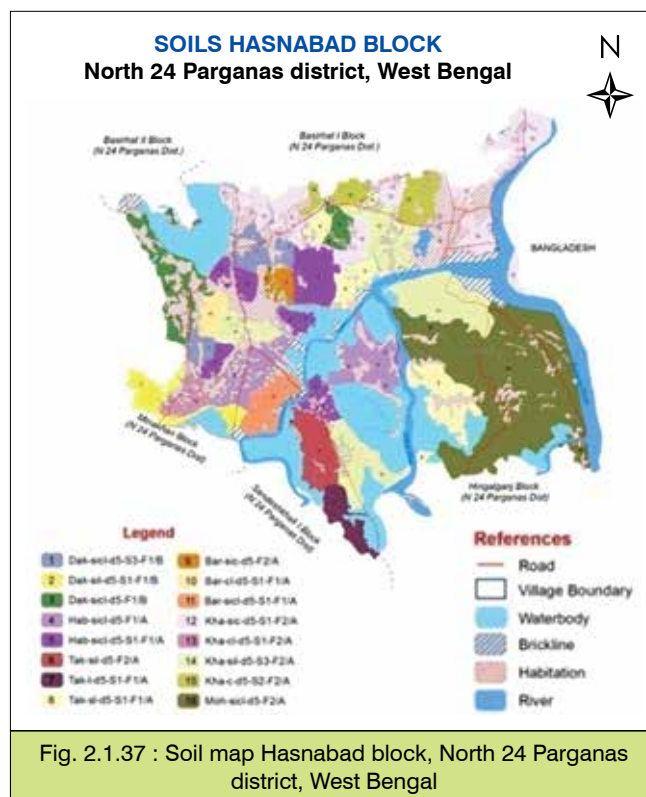 SOILS HASNABAD BLOCK
North 24 Parganas district, West Bengal
N
Basirhat II Block
(N 24 Parganas Dist.)
Basirhat I Block
(N 24 Parganas Dist.)
BANGLADESH
Minakhan Block
(N 24 Parganas Dist)
Sandeshkhali I Block
(N 24 Parganas Dist)
Hingalganj Block
(N 24 Parganas Dist)
Legend
1 Dak-sicl-d5-S3-F1/B
2 Dak-sil-d5-S1-F1/B
3 Dak-sicl-d5-F1/B
4 Hab-sicl-d5-F1/A
5 Hab-sicl-d5-S1-F1/A
6 Tak-sil-d5-F2/A
7 Tak-l-d5-S1-F1/A
8 Tak-sl-d5-S1-F1/A
9 Bar-sic-d5-F2/A
10 Bar-cl-d5-S1-F1/A
11 Bar-sicl-d5-S1-F1/A
12 Kha-sic-d5-S1-F2/A
13 Kha-cl-d5-S1-F2/A
14 Kha-sil-d5-S3-F2/A
15 Kha-c-d5-S2-F2/A
16 Moh-sicl-d5-F2/A
References
Road
Village Boundary
Waterbody
Brickline
Habitation
River
Fig. 2.1.37 : Soil map Hasnabad block, North 24 Parganas
district, West Bengal